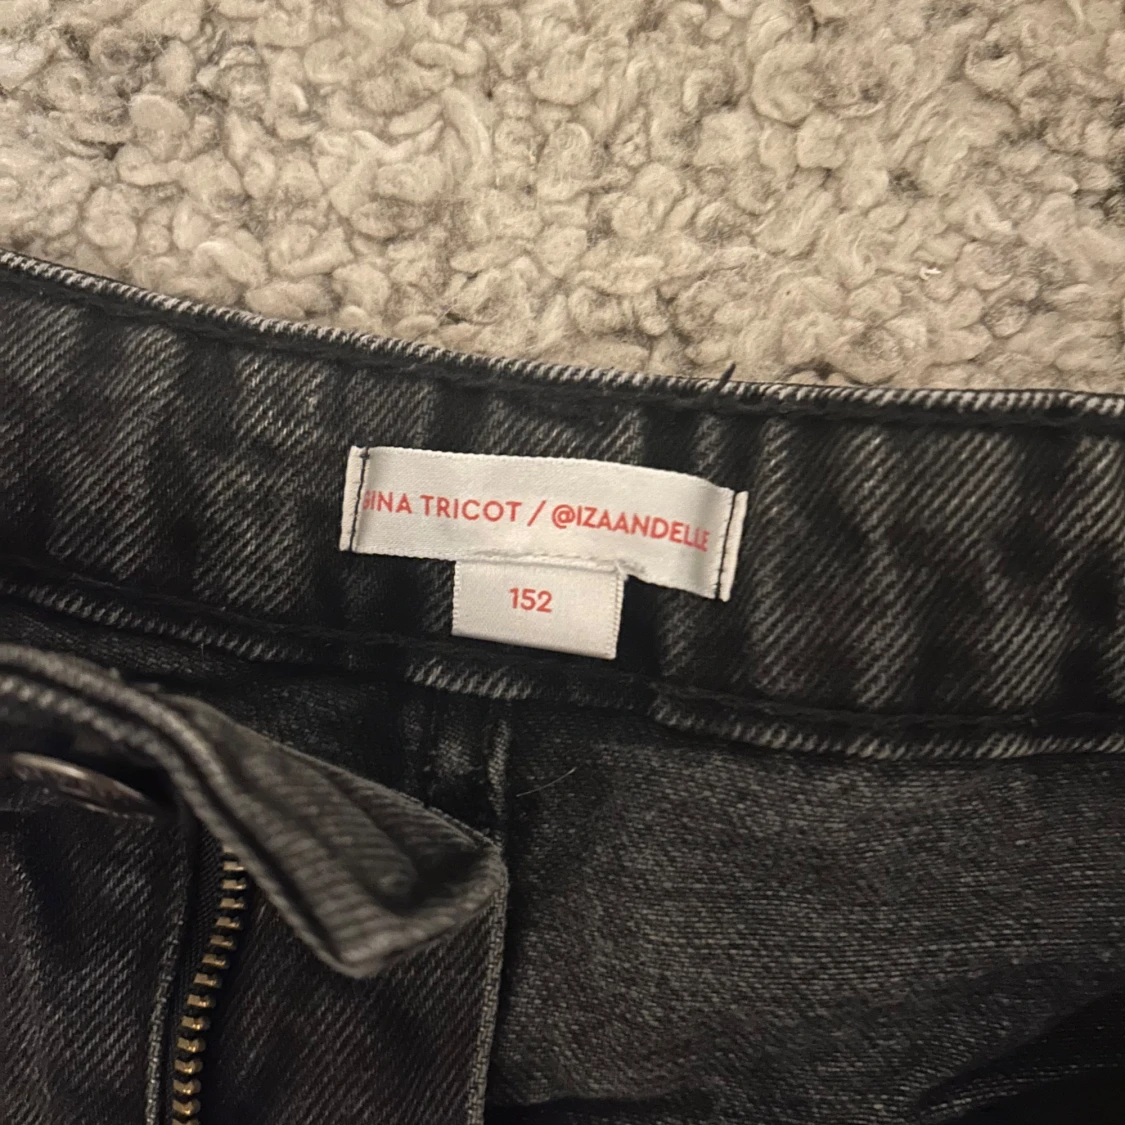 GINA TRICOT / @IZAANDELLE
152